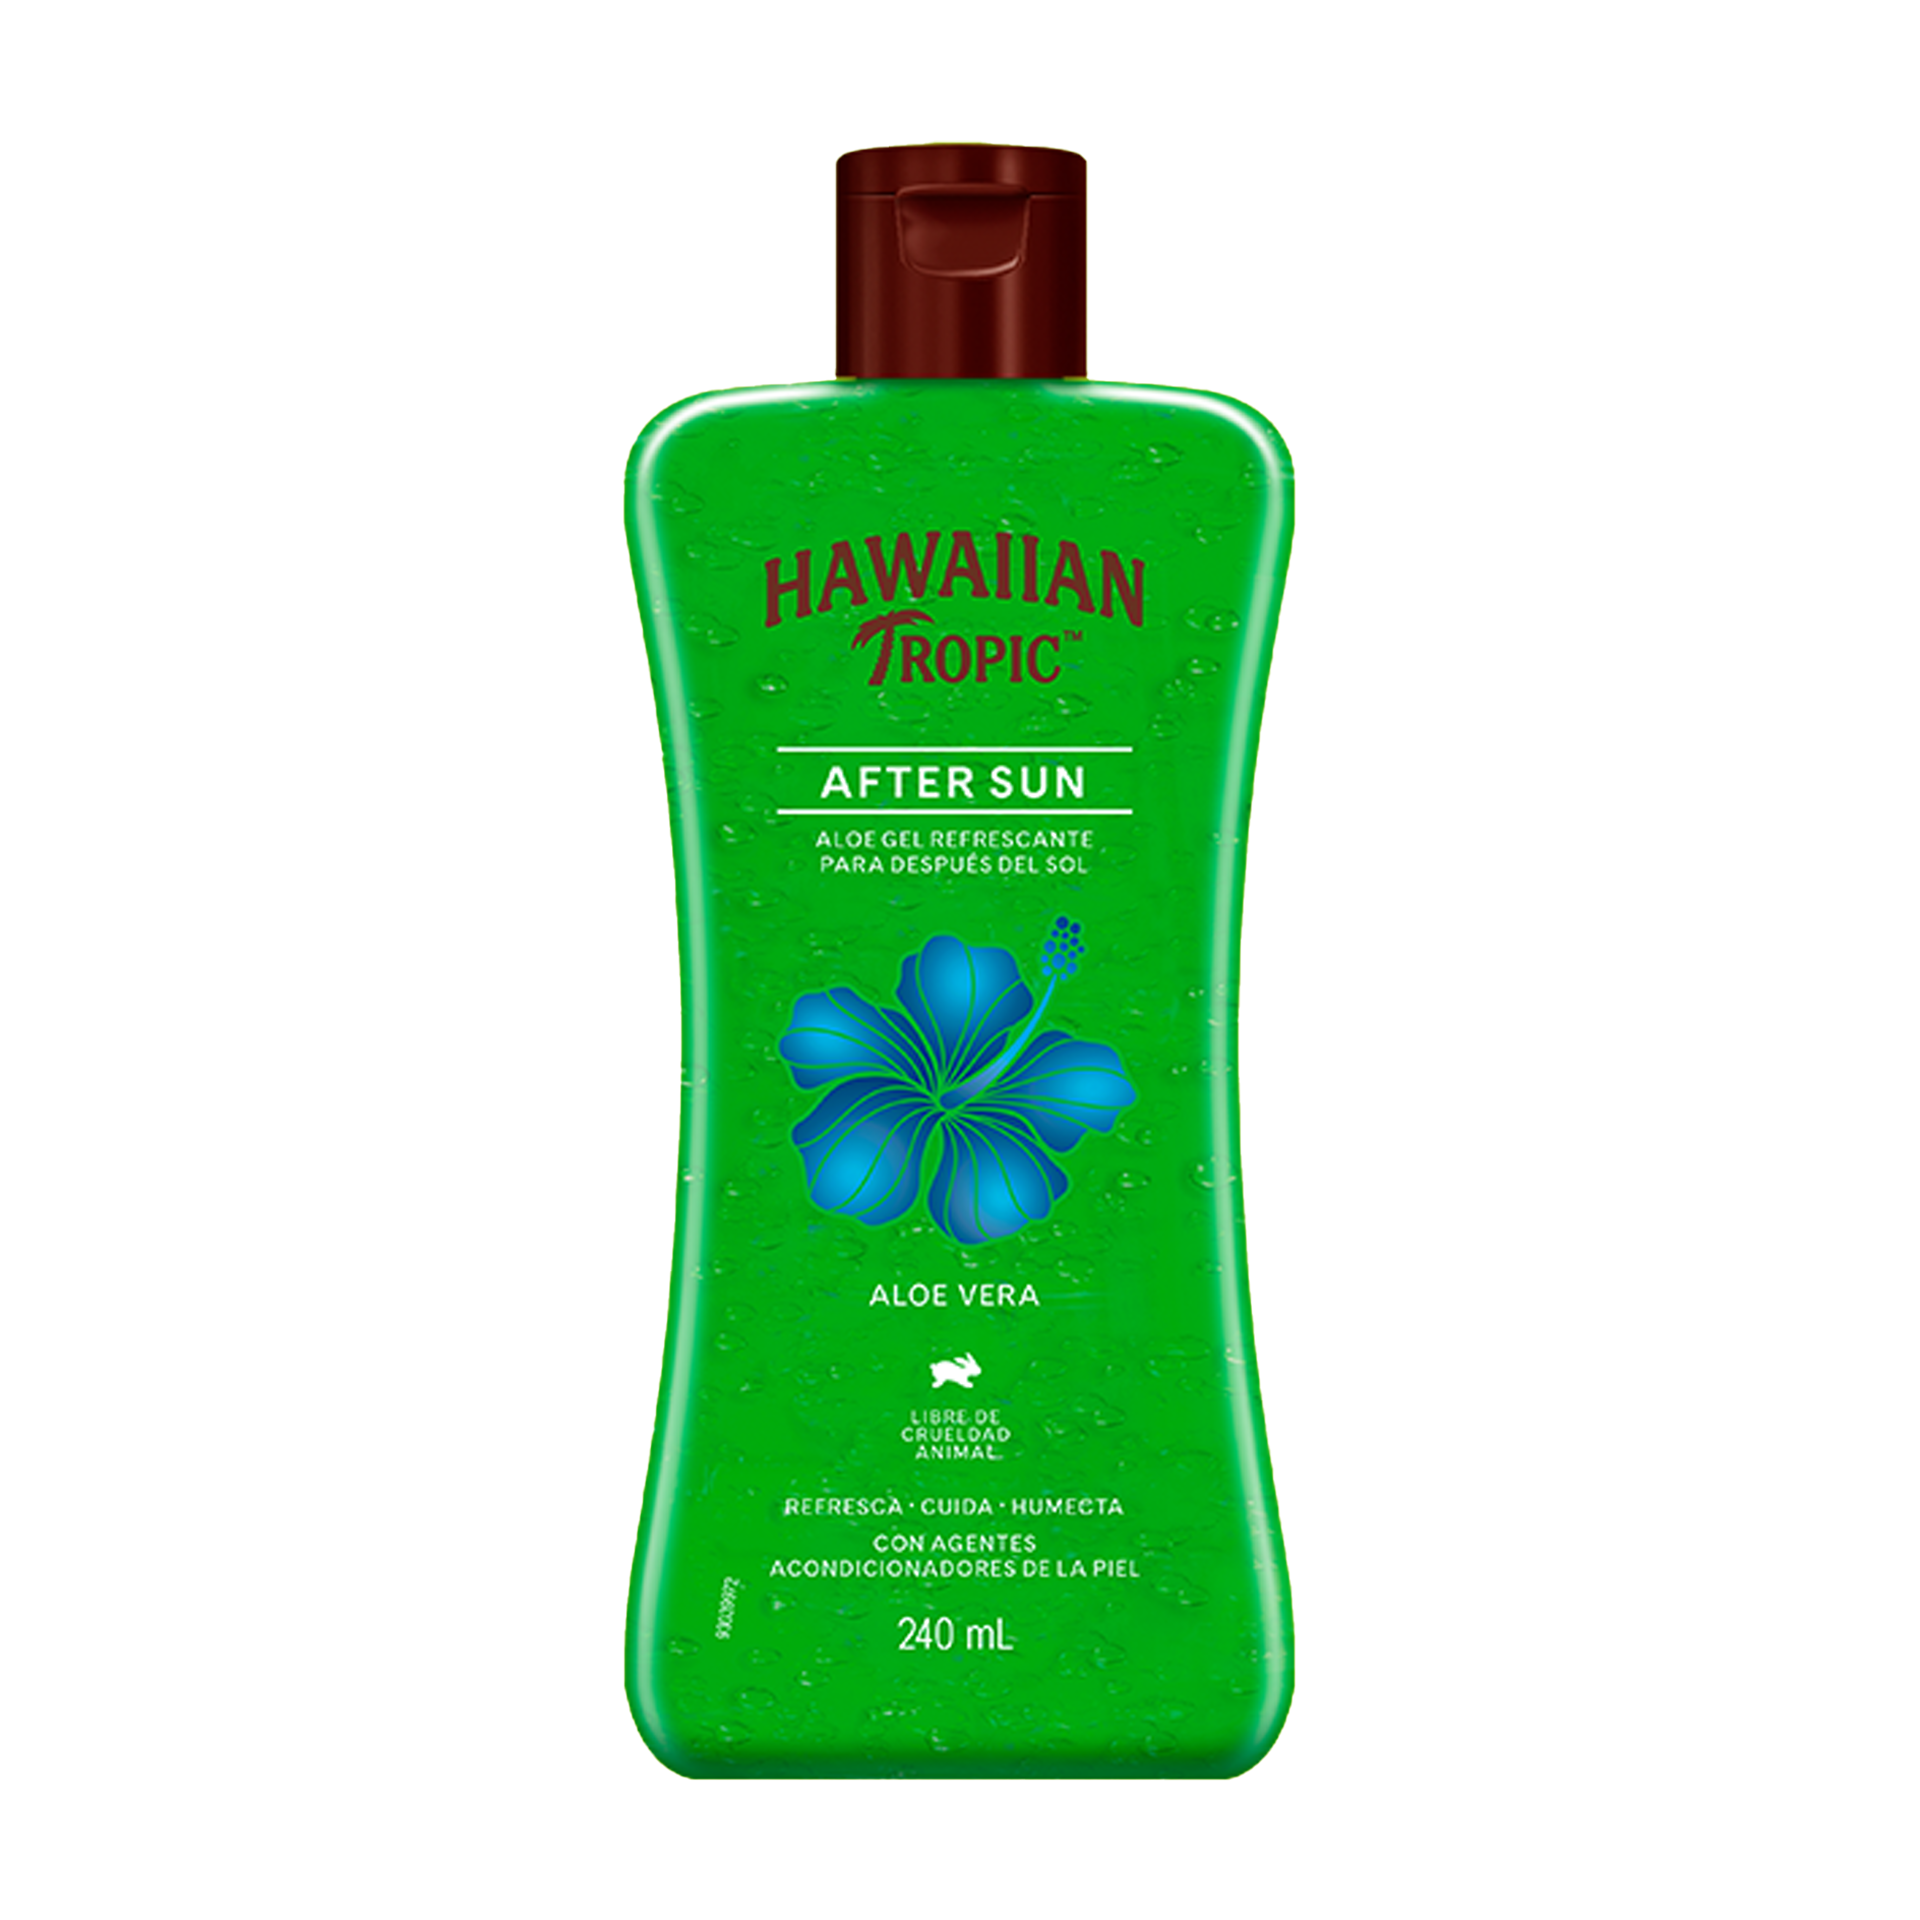 HAWAIIAN
TROPIC™
AFTER SUN
ALOE GEL REFRESCANTE
PARA DESPUÉS DEL SOL
ALOE VERA
LIBRE DE
CRUELDAD
ANIMAL
REFRESCA · CUIDA · HUMECTA
CON AGENTES
ACONDICIONADORES DE LA PIEL
240 mL